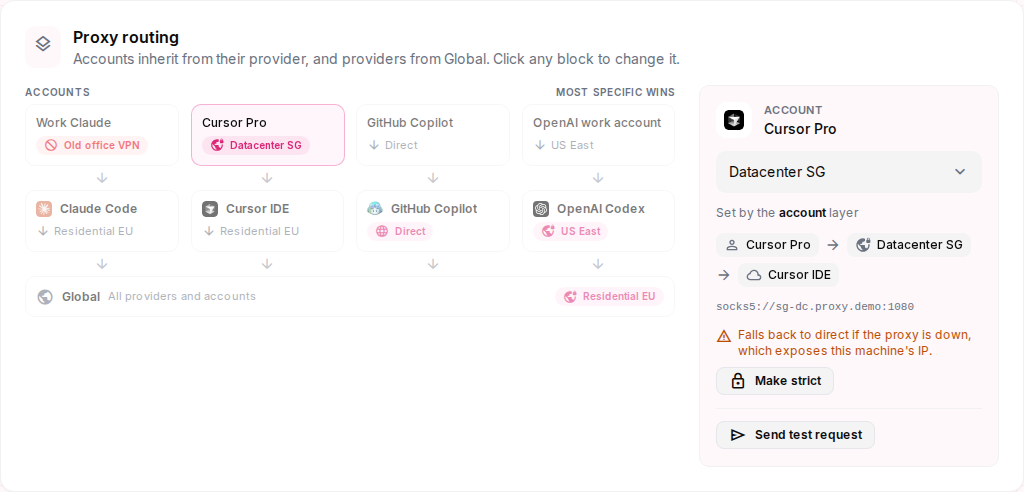 Proxy routing
Accounts inherit from their provider, and providers from Global. Click any block to change it.
ACCOUNTS
MOST SPECIFIC WINS
Work Claude
Old office VPN
Cursor Pro
Datacenter SG
GitHub Copilot
Direct
OpenAI work account
US East
Claude Code
Residential EU
Cursor IDE
Residential EU
GitHub Copilot
Direct
OpenAI Codex
US East
Global All providers and accounts
Residential EU
ACCOUNT
Cursor Pro
Datacenter SG
Set by the account layer
Cursor Pro → Datacenter SG
→ Cursor IDE
socks5://sg-dc.proxy.demo:1080
Falls back to direct if the proxy is down,
which exposes this machine's IP.
Make strict
Send test request